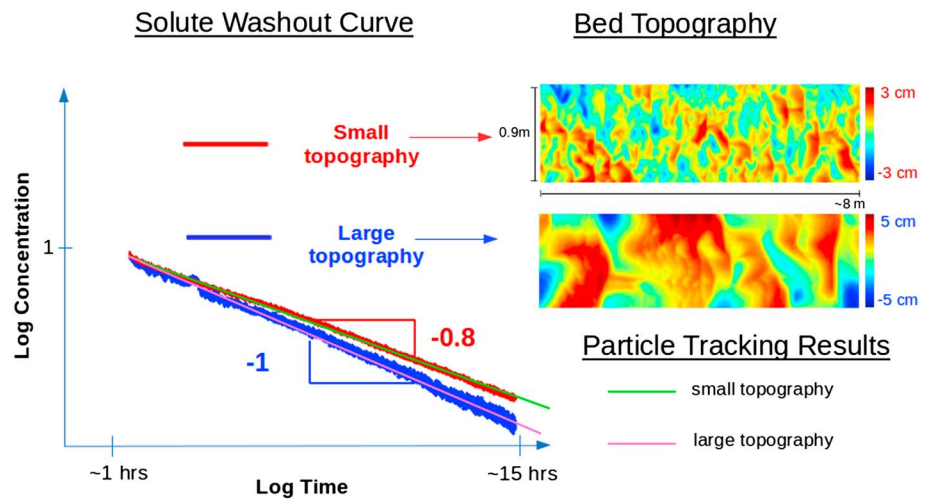 Solute Washout Curve
Bed Topography
Small
topography
Large
topography
0.9m
3 cm
-3 cm
~8 m
5 cm
-5 cm
1
Log Concentration
-0.8
-1
~1 hrs
~15 hrs
Log Time
Particle Tracking Results
small topography
large topography